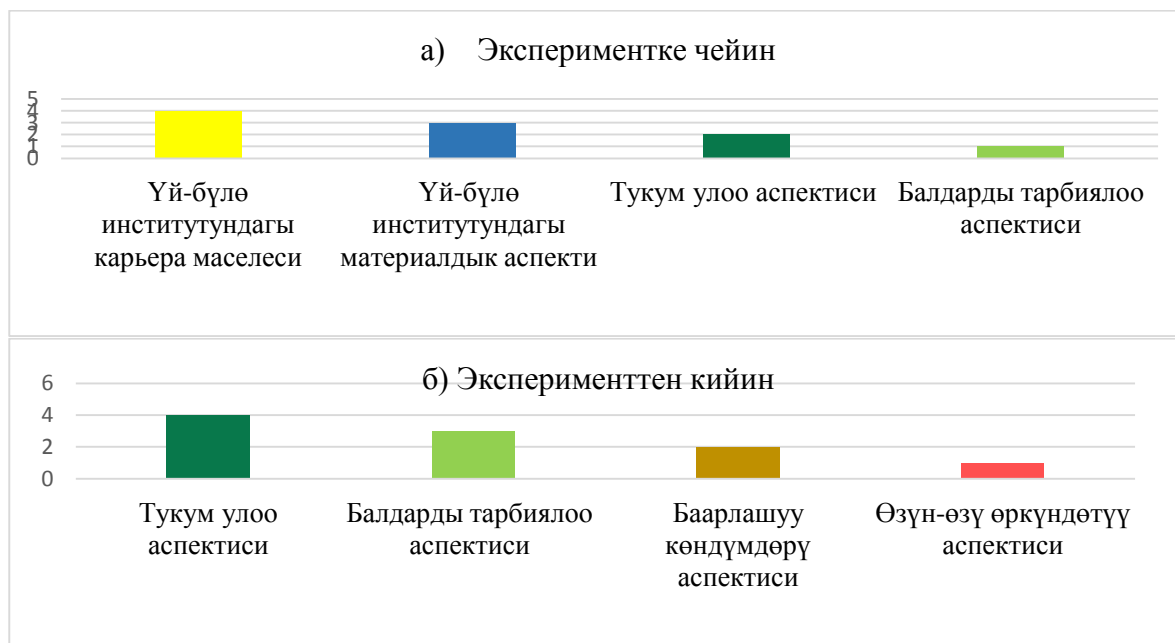 а) Экспериментке чейин
5
4
3
2
1
0
Үй-бүлө
институтундагы
карьера маселеси
Үй-бүлө
институтундагы
материалдык аспекти
Тукум улоо аспектиси
Балдарды тарбиялоо
аспектиси
б) Эксперименттен кийин
6
4
2
0
Тукум улоо
аспектиси
Балдарды тарбиялоо
аспектиси
Баарлашуу
көндүмдөрү
аспектиси
Өзүн-өзү өркүндөтүү
аспектиси